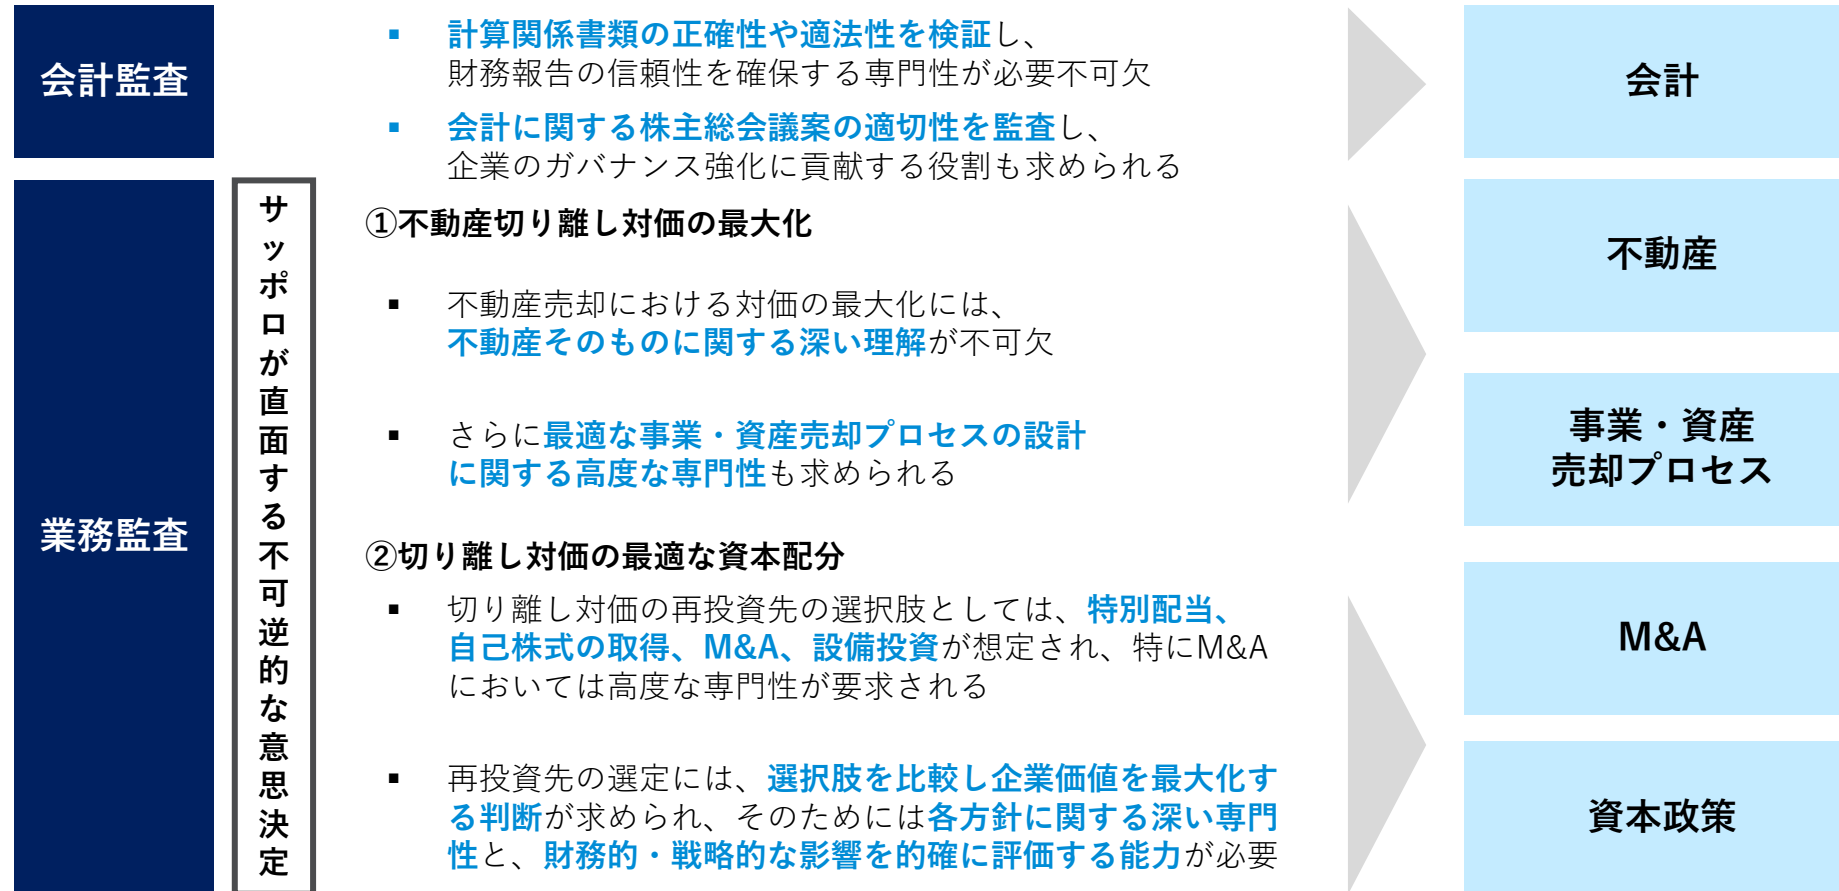 会計監査
計算関係書類の正確性や適法性を検証し、
財務報告の信頼性を確保する専門性が必要不可欠
会計に関する株主総会議案の適切性を監査し、
企業のガバナンス強化に貢献する役割も求められる
会計
業務監査
サッポロが直面する不可逆的な意思決定
①不動産切り離し対価の最大化
不動産売却における対価の最大化には、
不動産そのものに関する深い理解が不可欠
さらに最適な事業・資産売却プロセスの設計
に関する高度な専門性も求められる
不動産
事業・資産
売却プロセス
②切り離し対価の最適な資本配分
切り離し対価の再投資先の選択肢としては、特別配当、
自己株式の取得、M&A、設備投資が想定され、特にM&A
においては高度な専門性が要求される
再投資先の選定には、選択肢を比較し企業価値を最大化す
る判断が求められ、そのためには各方針に関する深い専門
性と、財務的・戦略的な影響を的確に評価する能力が必要
M&A
資本政策